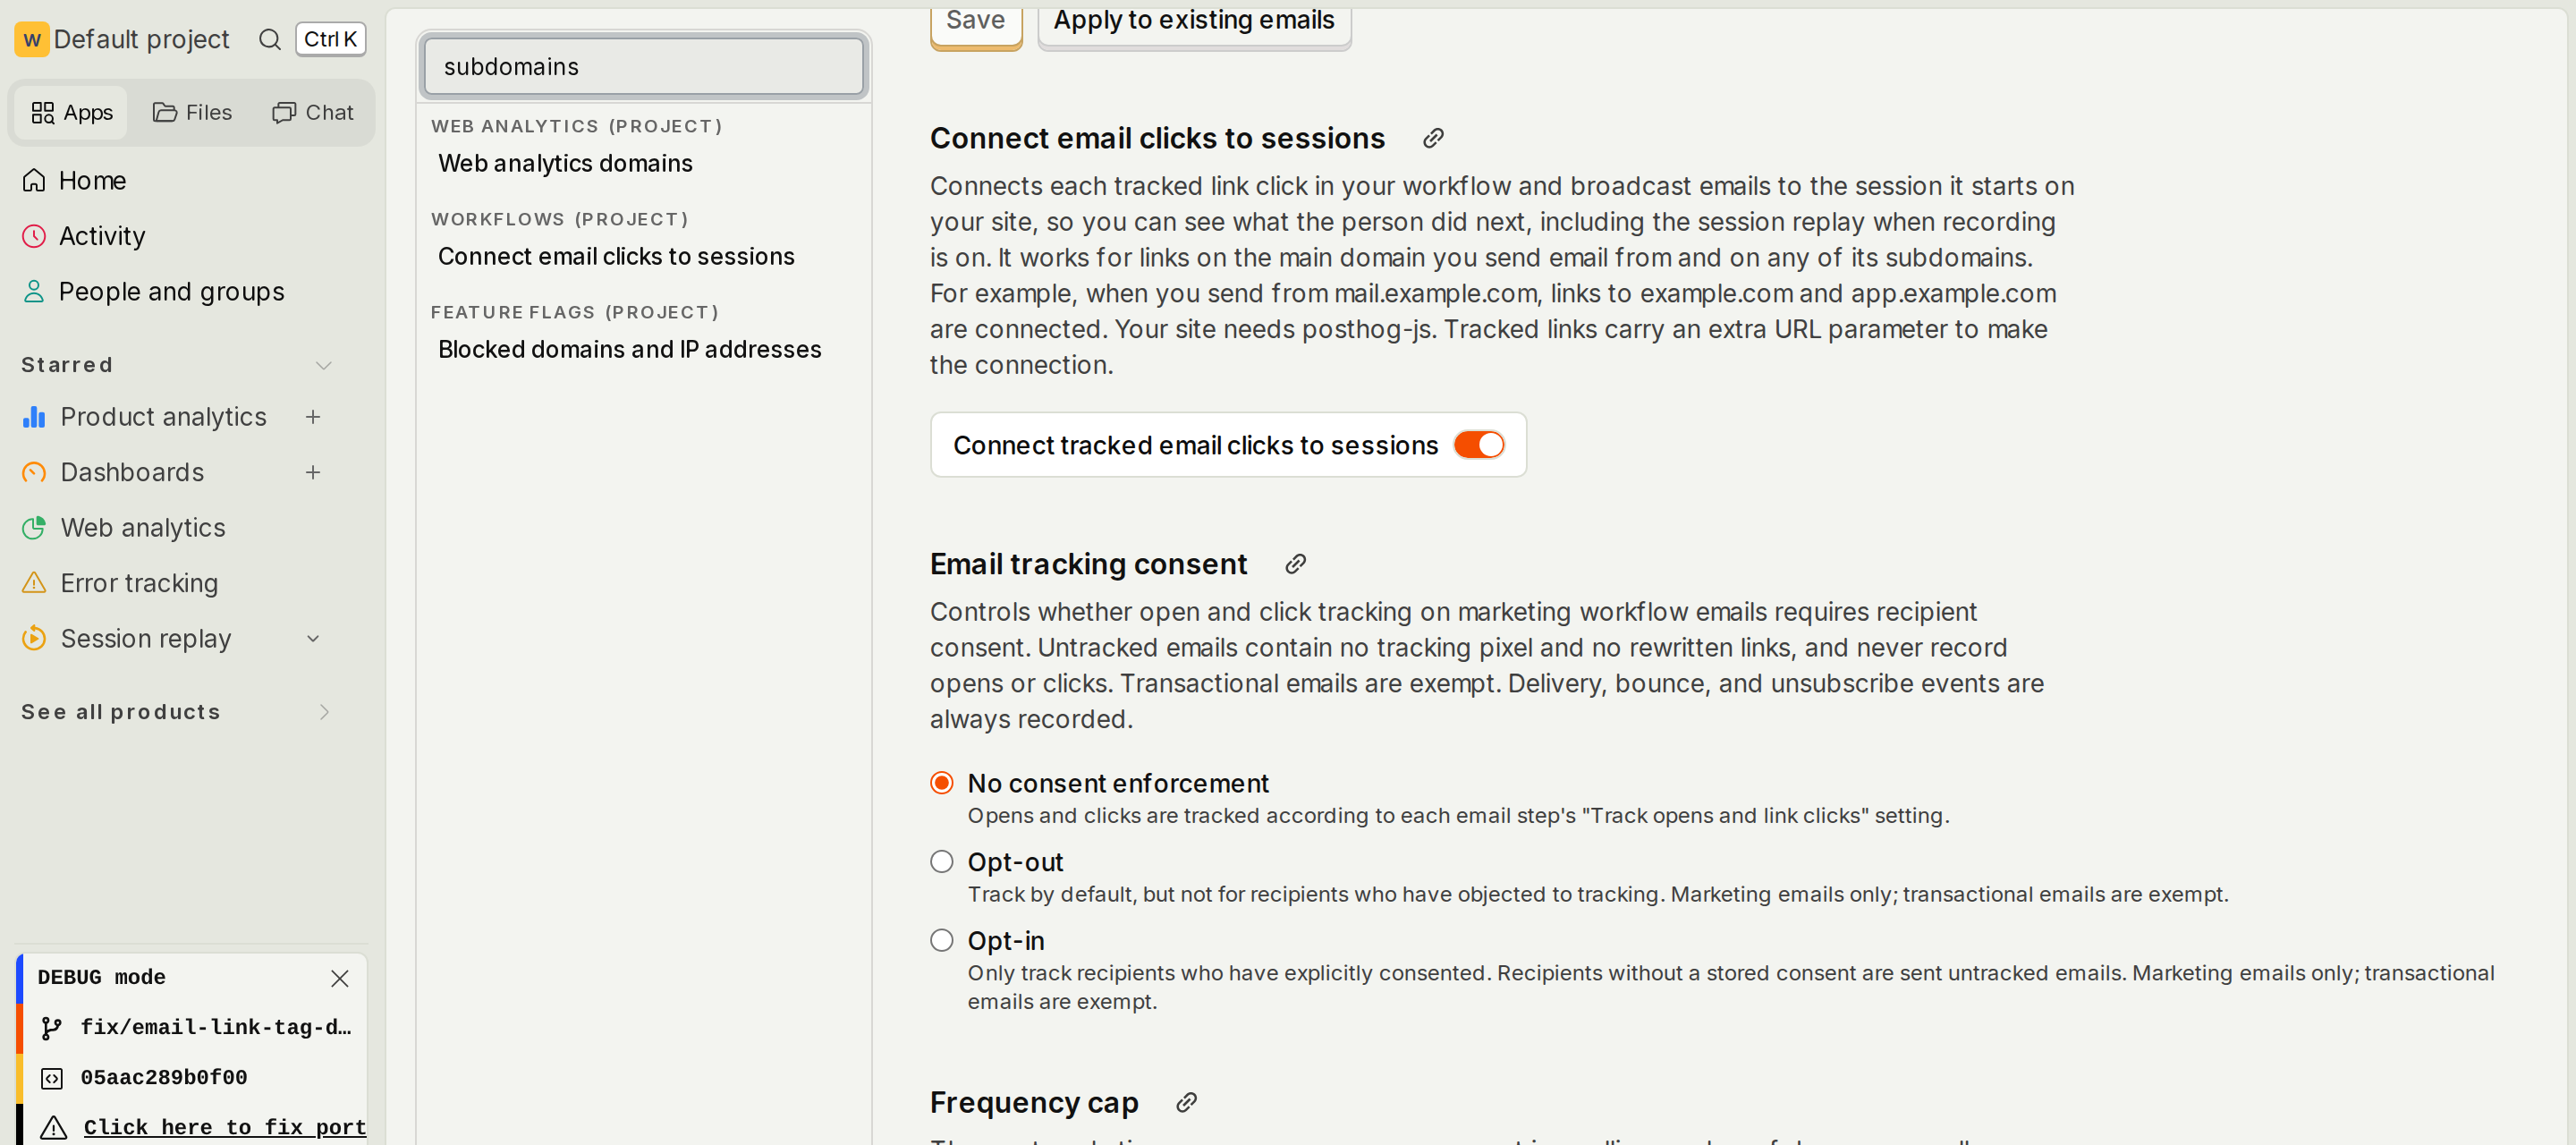 W Default project Ctrl K
Apps Files Chat
Home
Activity
People and groups
Starred
Product analytics
Dashboards
Web analytics
Error tracking
Session replay
See all products
DEBUG mode
fix/email-link-tag-d…
05aac289b0f00
Click here to fix port
subdomains
WEB ANALYTICS (PROJECT)
Web analytics domains
WORKFLOWS (PROJECT)
Connect email clicks to sessions
FEATURE FLAGS (PROJECT)
Blocked domains and IP addresses
Save Apply to existing emails
Connect email clicks to sessions
Connects each tracked link click in your workflow and broadcast emails to the session it starts on
your site, so you can see what the person did next, including the session replay when recording
is on. It works for links on the main domain you send email from and on any of its subdomains.
For example, when you send from mail.example.com, links to example.com and app.example.com
are connected. Your site needs posthog-js. Tracked links carry an extra URL parameter to make
the connection.
Connect tracked email clicks to sessions
Email tracking consent
Controls whether open and click tracking on marketing workflow emails requires recipient
consent. Untracked emails contain no tracking pixel and no rewritten links, and never record
opens or clicks. Transactional emails are exempt. Delivery, bounce, and unsubscribe events are
always recorded.
No consent enforcement
Opens and clicks are tracked according to each email step's "Track opens and link clicks" setting.
Opt-out
Track by default, but not for recipients who have objected to tracking. Marketing emails only; transactional emails are exempt.
Opt-in
Only track recipients who have explicitly consented. Recipients without a stored consent are sent untracked emails. Marketing emails only; transactional
emails are exempt.
Frequency cap